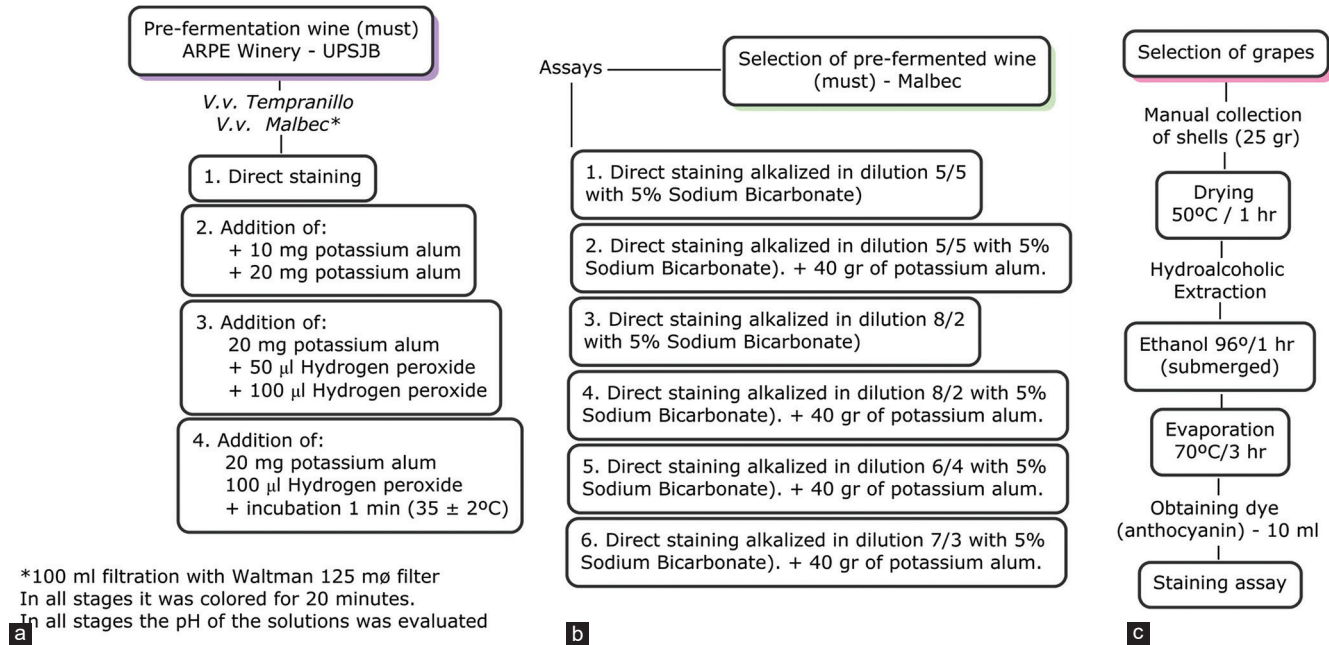 Pre-fermentation wine (must)
ARPE Winery - UPSJB
V.v. Tempranillo
V.v. Malbec*
1. Direct staining
2. Addition of:
+ 10 mg potassium alum
+ 20 mg potassium alum
3. Addition of:
20 mg potassium alum
+ 50 µl Hydrogen peroxide
+ 100 µl Hydrogen peroxide
4. Addition of:
20 mg potassium alum
100 µl Hydrogen peroxide
+ incubation 1 min (35 ± 2ºC)
*100 ml filtration with Waltman 125 mø filter
In all stages it was colored for 20 minutes.
In all stages the pH of the solutions was evaluated
a
Assays
Selection of pre-fermented wine
(must) - Malbec
1. Direct staining alkalized in dilution 5/5
with 5% Sodium Bicarbonate)
2. Direct staining alkalized in dilution 5/5 with 5%
Sodium Bicarbonate). + 40 gr of potassium alum.
3. Direct staining alkalized in dilution 8/2
with 5% Sodium Bicarbonate)
4. Direct staining alkalized in dilution 8/2 with 5%
Sodium Bicarbonate). + 40 gr of potassium alum.
5. Direct staining alkalized in dilution 6/4 with 5%
Sodium Bicarbonate). + 40 gr of potassium alum.
6. Direct staining alkalized in dilution 7/3 with 5%
Sodium Bicarbonate). + 40 gr of potassium alum.
b
Selection of grapes
Manual collection
of shells (25 gr)
Drying
50ºC / 1 hr
Hydroalcoholic
Extraction
Ethanol 96º/1 hr
(submerged)
Evaporation
70ºC/3 hr
Obtaining dye
(anthocyanin) - 10 ml
Staining assay
c